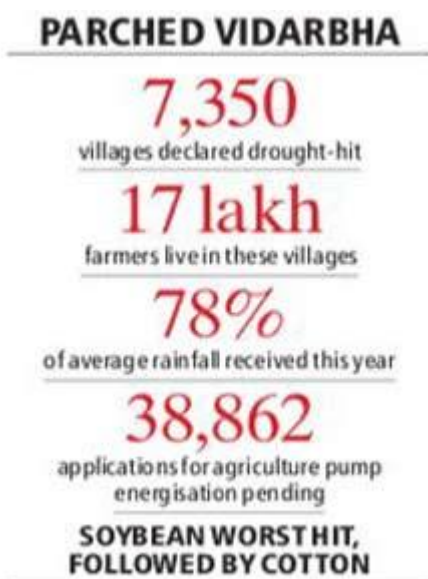 PARCHED VIDARBHA
7,350
villages declared drought-hit
17 lakh
farmers live in these villages
78%
of average rainfall received this year
38,862
applications for agriculture pump
energisation pending
SOYBEAN WORST HIT,
FOLLOWED BY COTTON